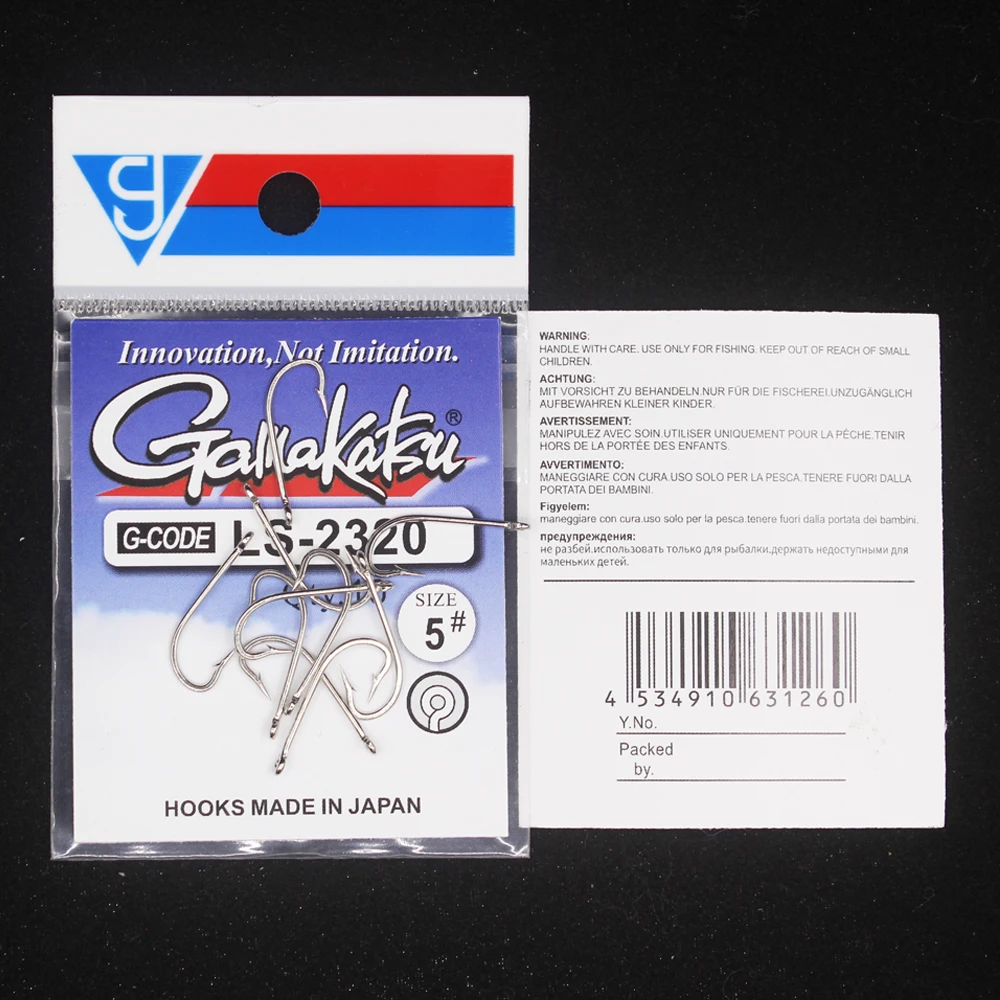 Innovation,Not Imitation.
Gamakatsu®
G-CODE LS-2320
SIZE
5#
HOOKS MADE IN JAPAN
WARNING:
HANDLE WITH CARE. USE ONLY FOR FISHING. KEEP OUT OF REACH OF SMALL
CHILDREN.
ACHTUNG:
MIT VORSICHT ZU BEHANDELN.NUR FÜR DIE FISCHEREI.UNZUGÄNGLICH
AUFBEWAHREN KLEINER KINDER.
AVERTISSEMENT:
MANIPULEZ AVEC SOIN.UTILISER UNIQUEMENT POUR LA PÊCHE.TENIR
HORS DE LA PORTÉE DES ENFANTS.
AVVERTIMENTO:
MANEGGIARE CON CURA.USO SOLO PER LA PESCA.TENERE FUORI DALLA
PORTATA DEI BAMBINI.
Figyelem:
maneggiare con cura.uso solo per la pesca.tenere fuori dalla portata dei bambini.
предупреждения:
не разбей.использовать только для рыбалки.держать недоступными для
маленьких детей.
4 534910 631260
Y.No.
Packed
by.